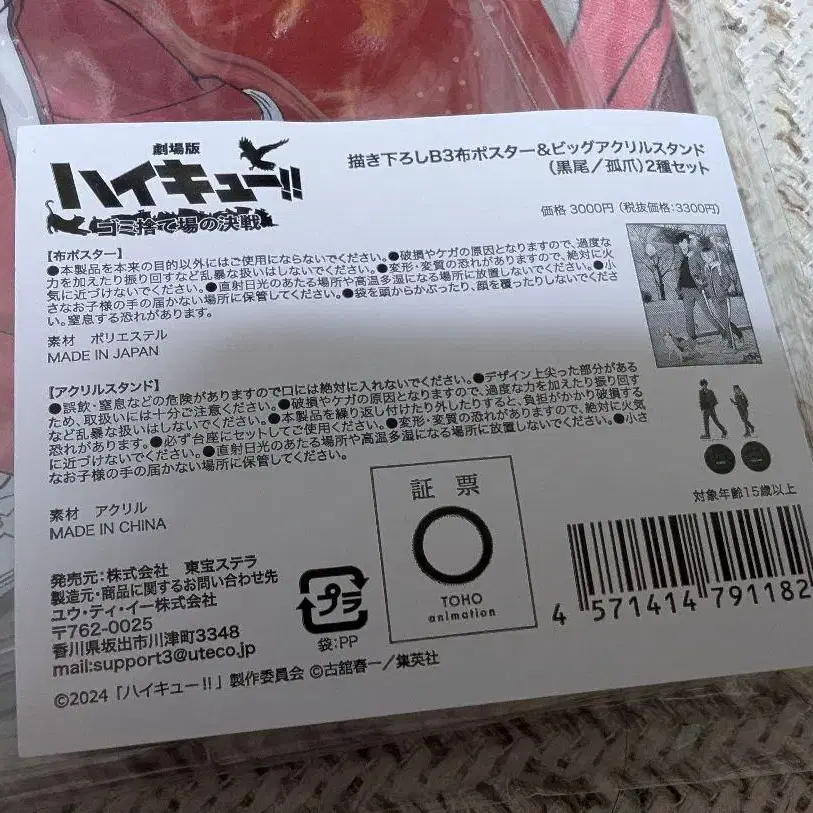 劇場版
ハイキュー!!
ゴミ捨て場の決戦
描き下ろしB3布ポスター&ビッグアクリルスタンド
(黒尾/孤爪)2種セット
価格 3000円 (税抜価格:3300円)
【布ポスター】
●本製品を本来の目的以外にはご使用にならないでください。●破損やケガの原因となりますので、過度な
力を加えたり振り回すなど乱暴な扱いはしないでください。●変形・変質の恐れがありますので、絶対に火
気に近づけないでください。●直射日光のあたる場所や高温多湿になる場所に放置しないでください。●小
さなお子様の手の届かない場所に保管してください。●袋を頭からかぶったり、顔を覆ったりしないでくださ
い。窒息する恐れがあります。
素材 ポリエステル
MADE IN JAPAN
【アクリルスタンド】
●誤飲・窒息などの危険がありますので口には絶対に入れないでください。●デザイン上尖った部分がある
ため、取扱いには十分ご注意ください。●破損やケガの原因となりますので、過度な力を加えたり振り回す
など乱暴な扱いはしないでください。●本製品を繰り返し付けたり外したりすると、負担がかかり破損する
恐れがあります。●必ず台座にセットしてご使用ください。●変形・変質の恐れがありますので、絶対に火気
に近づけないでください。●直射日光のあたる場所や高温多湿になる場所に放置しないでください。●小さ
なお子様の手の届かない場所に保管してください。
素材 アクリル
MADE IN CHINA
対象年齢15歳以上
証票
TOHO
animation
発売元:株式会社 東宝ステラ
製造元・商品に関するお問い合わせ先
ユウ・ティ・イー株式会社
〒762-0025
香川県坂出市川津町3348
mail:support3@uteco.jp
プラ
袋:PP
4 571414 791182
©2024「ハイキュー!!」製作委員会 ©古舘春一/集英社